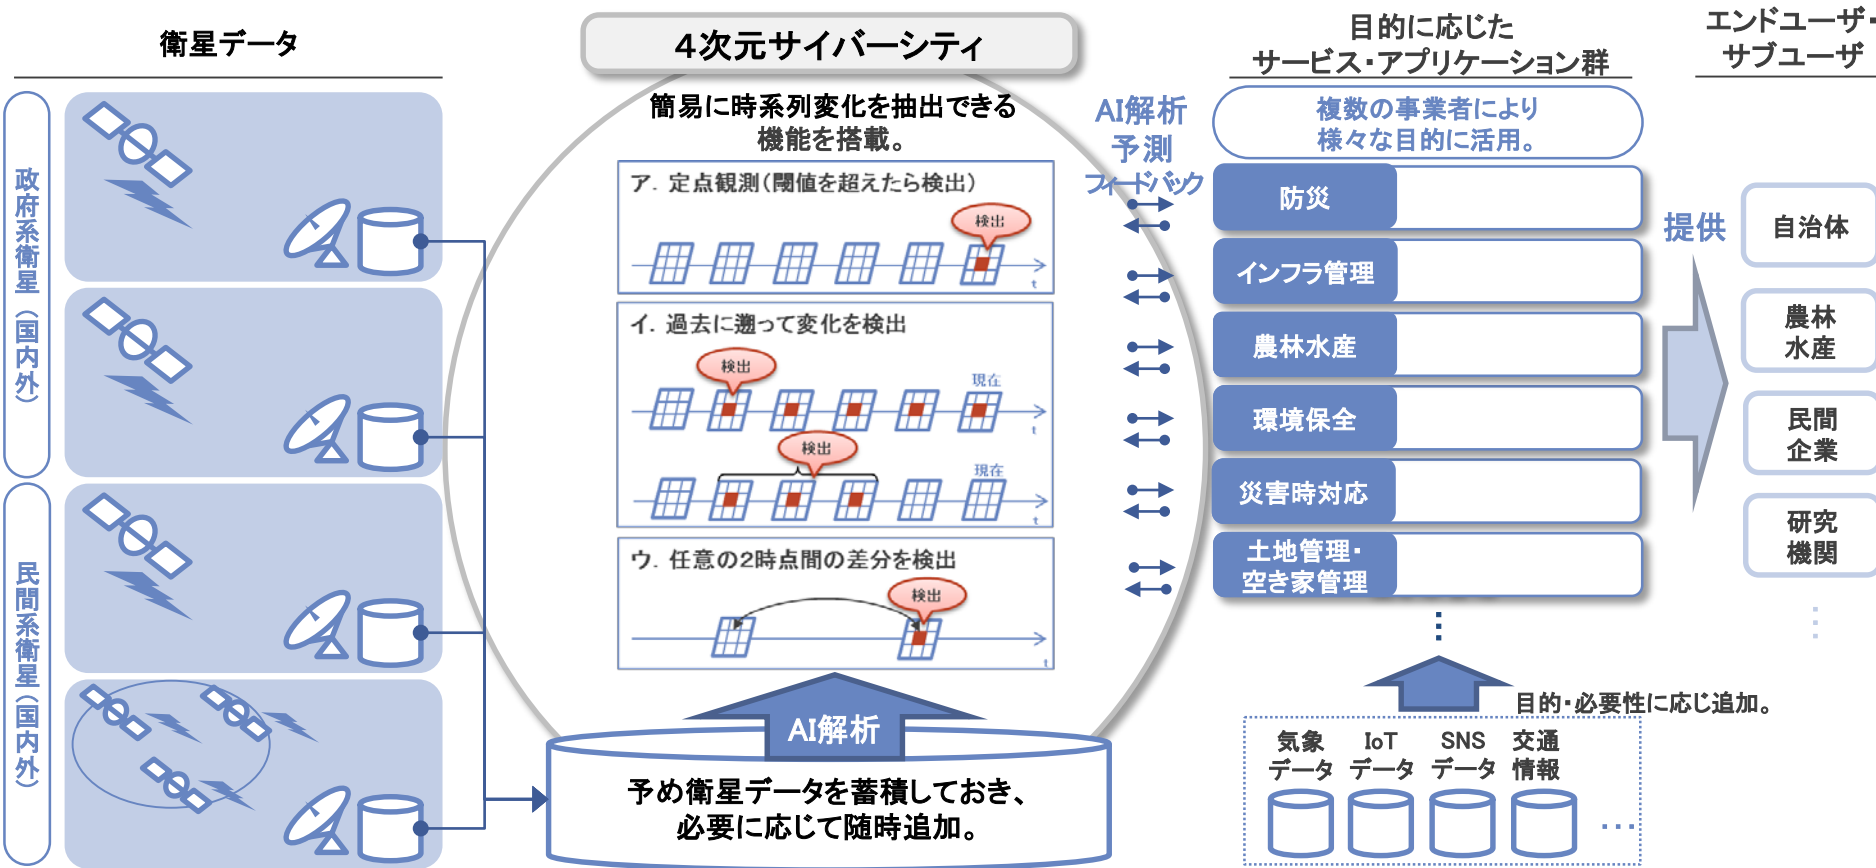 衛星データ
政府系衛星（国内外）
民間系衛星（国内外）
４次元サイバーシティ
簡易に時系列変化を抽出できる
機能を搭載。
ア．定点観測（閾値を超えたら検出）
検出
t
イ．過去に遡って変化を検出
検出
現在
t
検出
現在
t
ウ．任意の2時点間の差分を検出
検出
t
AI解析
予め衛星データを蓄積しておき、
必要に応じて随時追加。
AI解析
予測
フィードバック
目的に応じた
サービス・アプリケーション群
複数の事業者により
様々な目的に活用。
防災
インフラ管理
農林水産
環境保全
災害時対応
土地管理・
空き家管理
⋮
目的・必要性に応じ追加。
気象
データ
IoT
データ
SNS
データ
交通
情報
…
提供
エンドユーザ・
サブユーザ
自治体
農林
水産
民間
企業
研究
機関
⋮